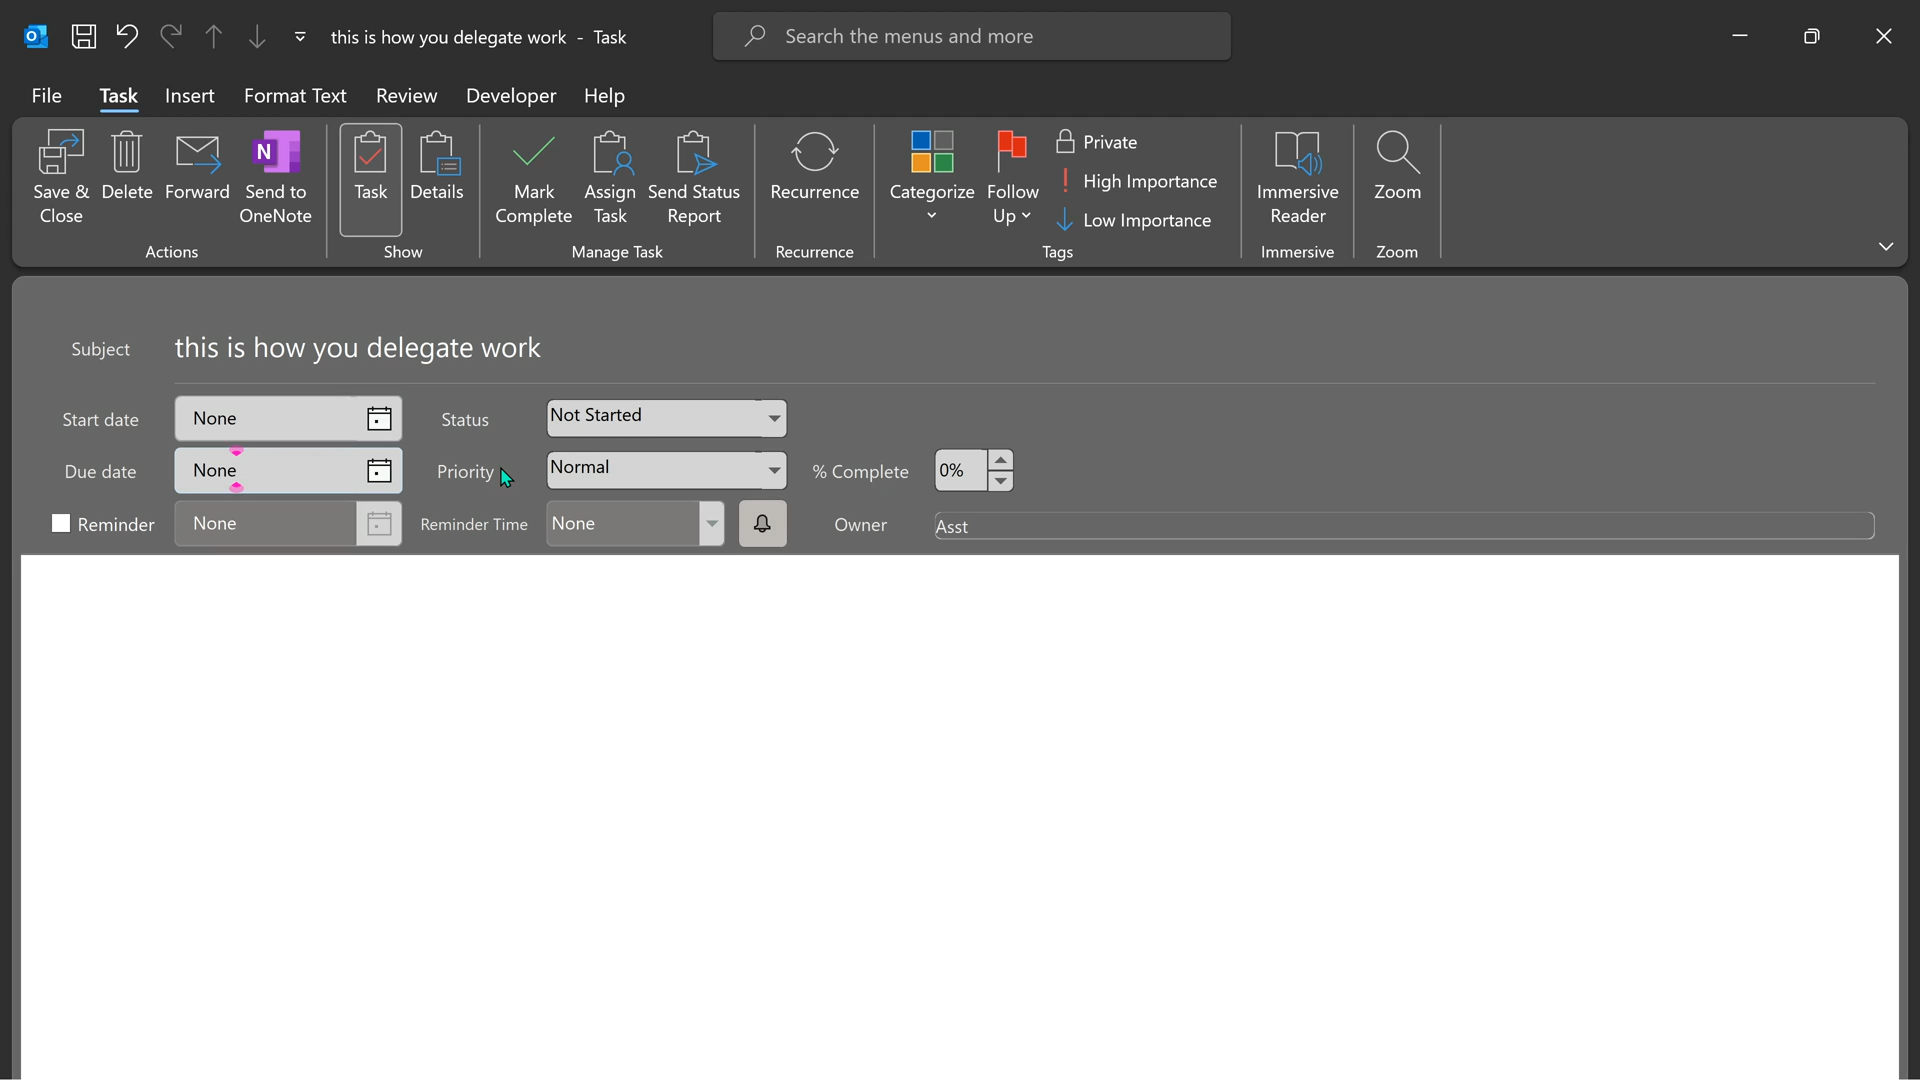 this is how you delegate work - Task
Search the menus and more
File Task Insert Format Text Review Developer Help
Save & Close
Delete
Forward
N
Send to OneNote
Task
Details
Mark Complete
Assign Task
Send Status Report
Recurrence
Categorize
Follow Up
Private
High Importance
Low Importance
Immersive Reader
Zoom
Actions Show Manage Task Recurrence Tags Immersive Zoom
Subject this is how you delegate work
Start date None Status Not Started
Due date None Priority Normal % Complete 0%
Reminder None Reminder Time None Owner Asst